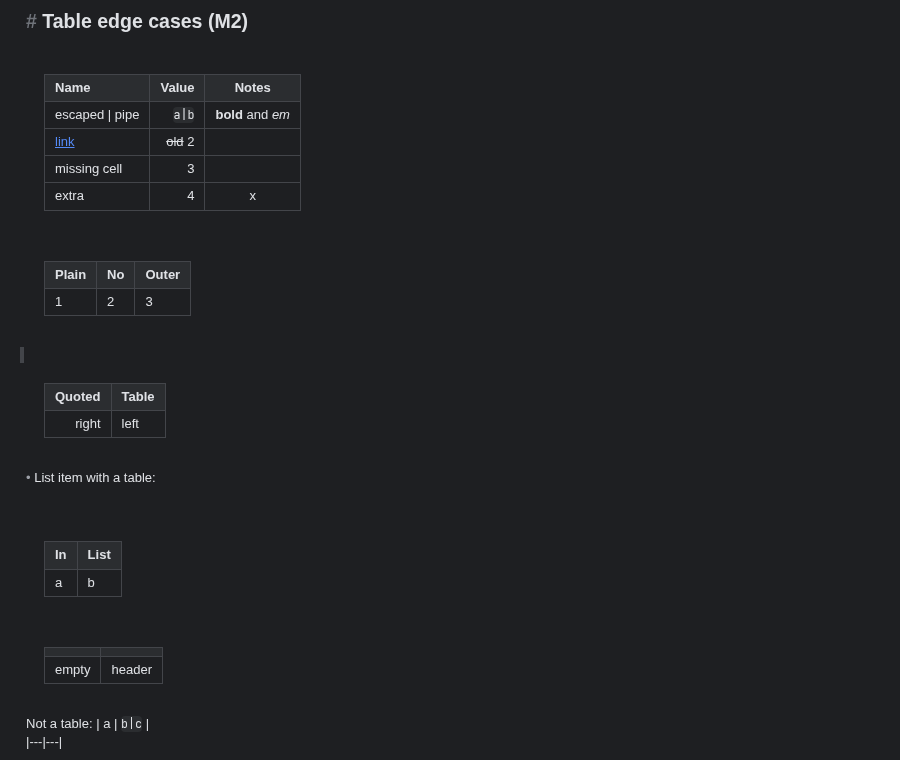 # Table edge cases (M2)
Name Value Notes
escaped | pipe a|b bold and em
link old 2
missing cell 3
extra 4 x
Plain No Outer
1 2 3
Quoted Table
right left
• List item with a table:
In List
a b
empty header
Not a table: | a | b|c |
|---|---|